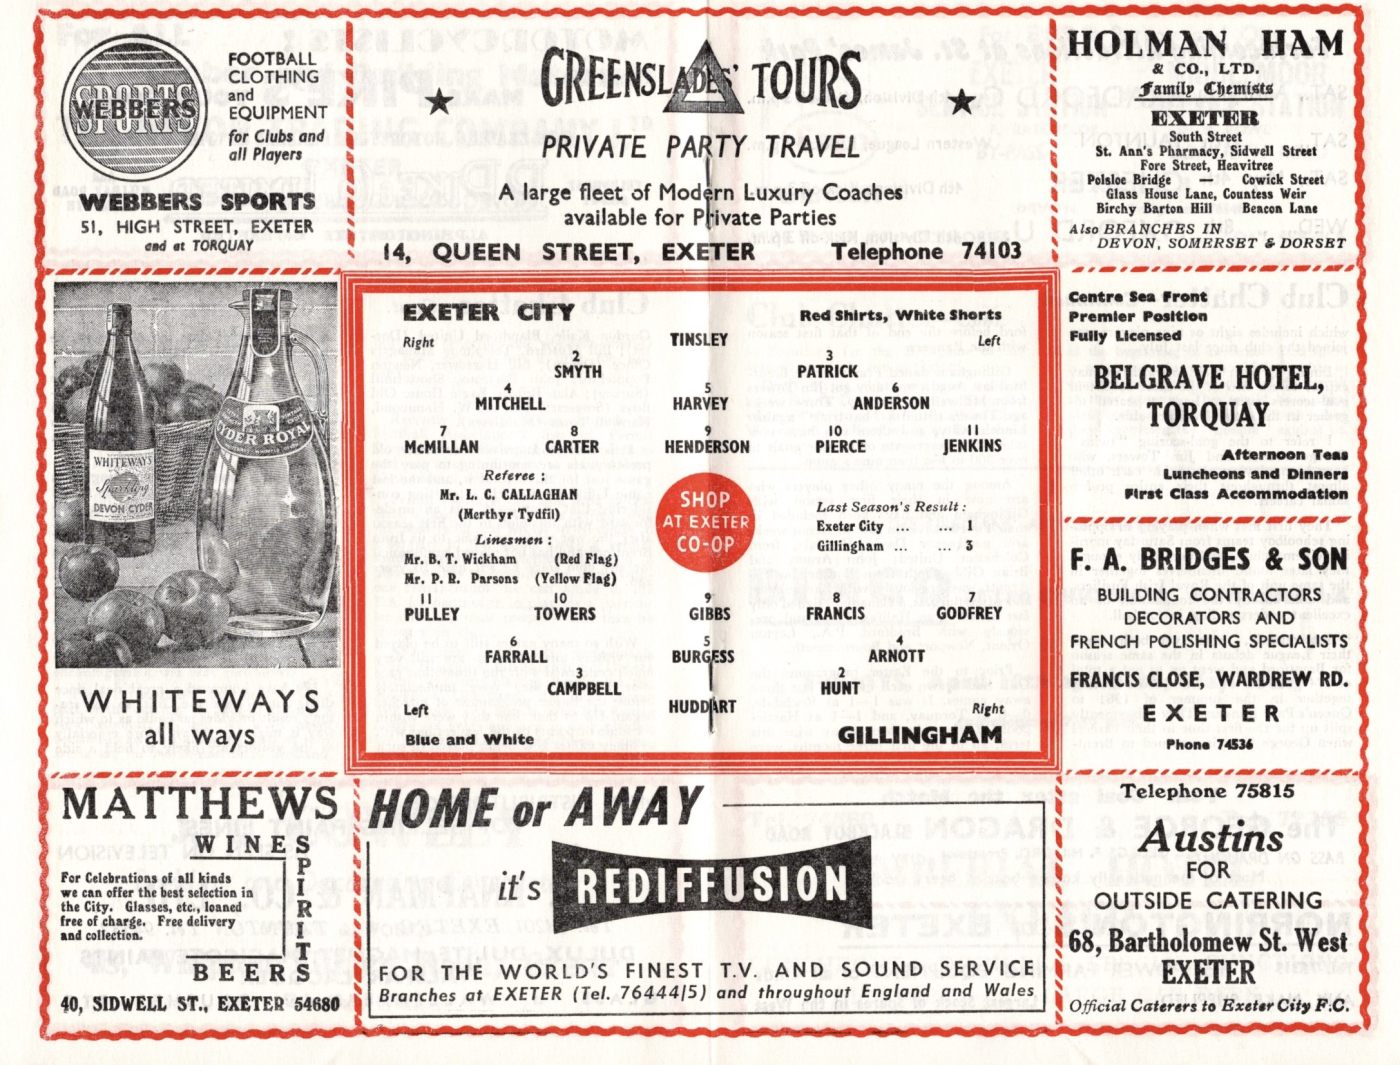 WEBBERS
SPORTS
FOOTBALL
CLOTHING
and
EQUIPMENT
for Clubs and
all Players
WEBBERS SPORTS
51, HIGH STREET, EXETER
and at TORQUAY
GREENSLADES' TOURS
PRIVATE PARTY TRAVEL
A large fleet of Modern Luxury Coaches
available for Private Parties
14, QUEEN STREET, EXETER Telephone 74103
HOLMAN HAM
& CO., LTD.
Family Chemists
EXETER
South Street
St. Ann's Pharmacy, Sidwell Street
Fore Street, Heavitree
Polsloe Bridge — Cowick Street
Glass House Lane, Countess Weir
Birchy Barton Hill Beacon Lane
Also BRANCHES IN
DEVON, SOMERSET & DORSET
WHITEWAY'S
Sparkling
DEVON CYDER
CYDER ROYAL
WHITEWAYS
all ways
EXETER CITY Red Shirts, White Shorts
Right TINSLEY Left
2 3
SMYTH PATRICK
4 5 6
MITCHELL HARVEY ANDERSON
7 8 9 10 11
McMILLAN CARTER HENDERSON PIERCE JENKINS
Referee :
Mr. L. C. CALLAGHAN
(Merthyr Tydfil)
Linesmen :
Mr. B. T. Wickham (Red Flag)
Mr. P. R. Parsons (Yellow Flag)
SHOP
AT EXETER
CO-OP
Last Season's Result :
Exeter City ... ... 1
Gillingham ... ... 3
11 10 9 8 7
PULLEY TOWERS GIBBS FRANCIS GODFREY
6 5 4
FARRALL BURGESS ARNOTT
3 2
CAMPBELL HUNT
Left HUDDART Right
Blue and White GILLINGHAM
Centre Sea Front
Premier Position
Fully Licensed
BELGRAVE HOTEL,
TORQUAY
Afternoon Teas
Luncheons and Dinners
First Class Accommodation
F. A. BRIDGES & SON
BUILDING CONTRACTORS
DECORATORS AND
FRENCH POLISHING SPECIALISTS
FRANCIS CLOSE, WARDREW RD.
EXETER
Phone 74536
MATTHEWS
WINES
SPIRITS
BEERS
For Celebrations of all kinds
we can offer the best selection in
the City. Glasses, etc., loaned
free of charge. Free delivery
and collection.
40, SIDWELL ST., EXETER 54680
HOME or AWAY
it's REDIFFUSION
FOR THE WORLD'S FINEST T.V. AND SOUND SERVICE
Branches at EXETER (Tel. 76444/5) and throughout England and Wales
Telephone 75815
Austins
FOR
OUTSIDE CATERING
68, Bartholomew St. West
EXETER
Official Caterers to Exeter City F.C.